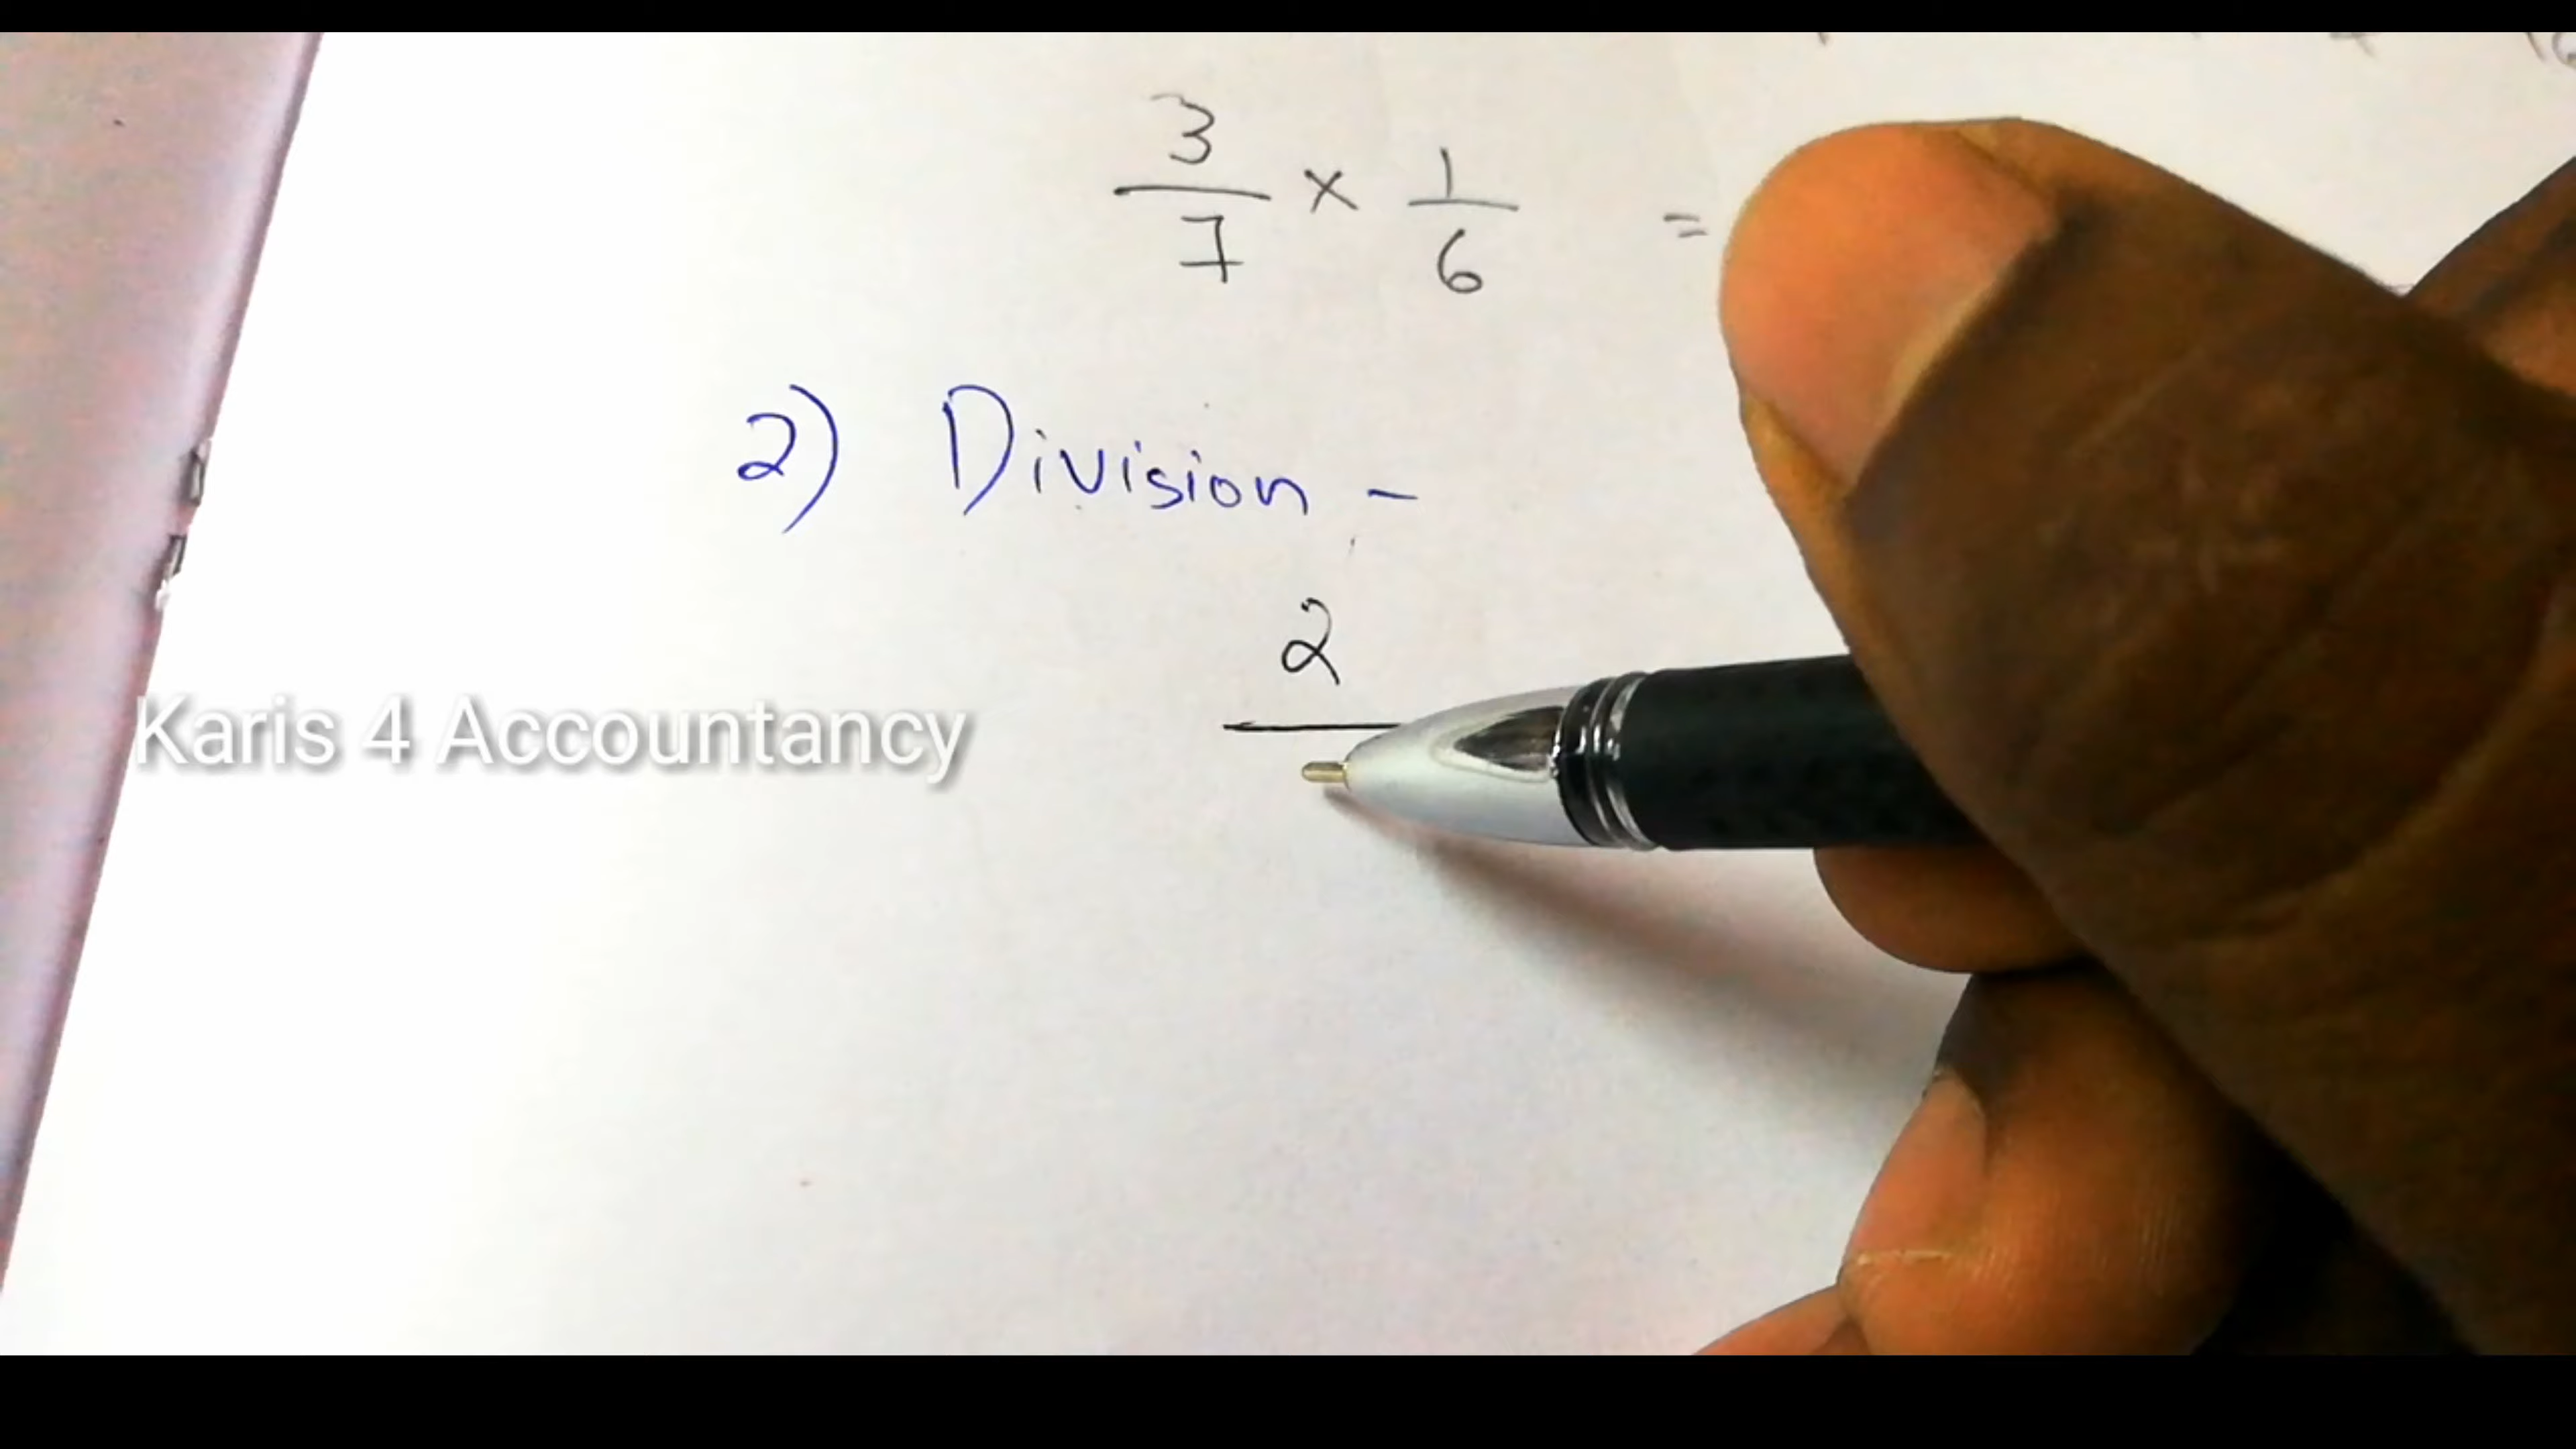 3/7 × 1/6 =
2) Division -
2
Karis 4 Accountancy